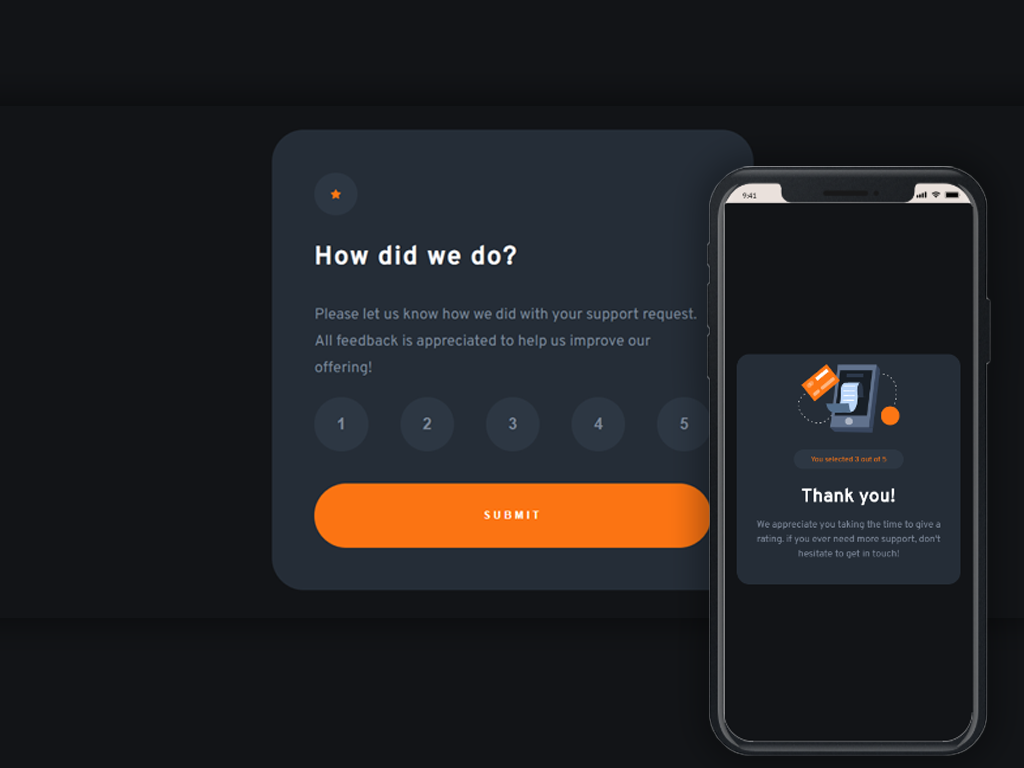 How did we do?
Please let us know how we did with your support request.
All feedback is appreciated to help us improve our
offering!
1 2 3 4 5
SUBMIT
9:41
You selected 3 out of 5
Thank you!
We appreciate you taking the time to give a
rating. if you ever need more support, don't
hesitate to get in touch!